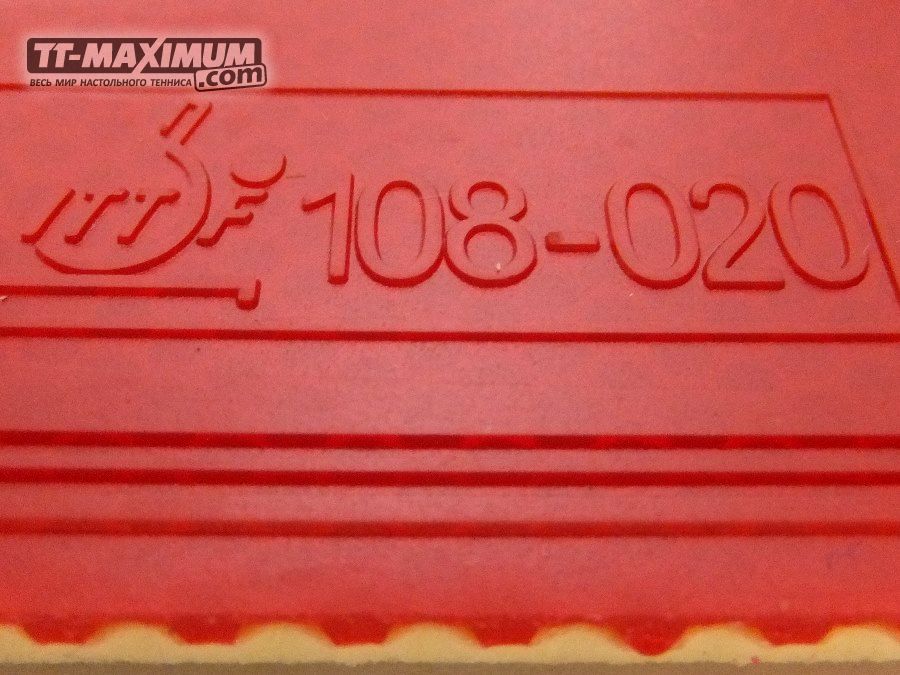 TT-MAXIMUM
.com
ВЕСЬ МИР НАСТОЛЬНОГО ТЕННИСА
ITTF 108-020